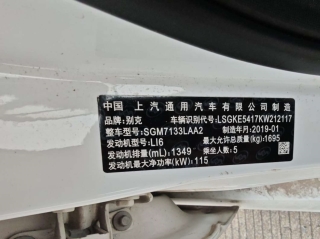 中国 上汽通用汽车有限公司制造
品牌:别克 车辆识别代号:LSGKE5417KW212117
整车型号:SGM7133LAA2 制造年月:2019-01
发动机型号:LI6 最大允许总质量(kg):1695
发动机排量(mL):1349 乘坐人数:5
发动机最大净功率(kW):115